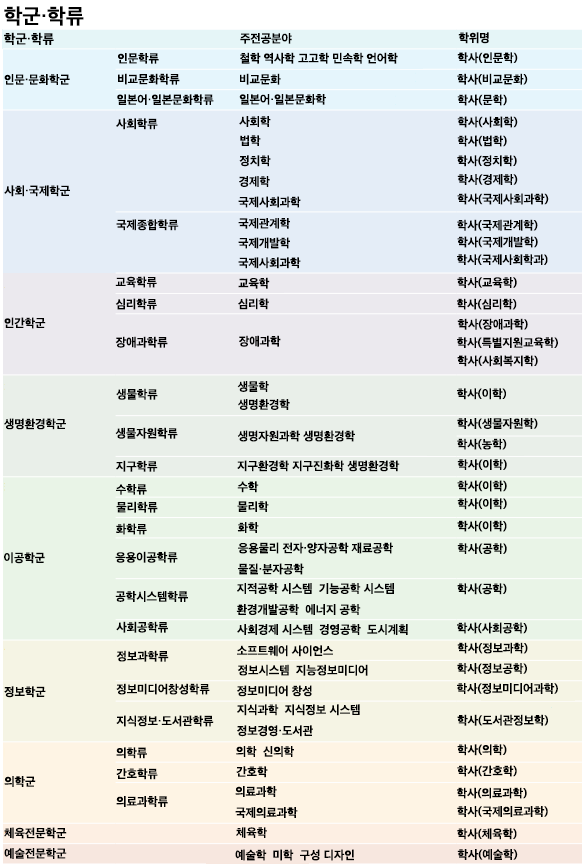 학군·학류
학군·학류 주전공분야 학위명
인문·문화학군
인문학류 철학 역사학 고고학 민속학 언어학 학사(인문학)
비교문화학류 비교문화 학사(비교문화)
일본어·일본문화학류 일본어·일본문화학 학사(문학)
사회·국제학군
사회학류 사회학 학사(사회학)
법학 학사(법학)
정치학 학사(정치학)
경제학 학사(경제학)
국제사회과학 학사(국제사회과학)
국제종합학류 국제관계학 학사(국제관계학)
국제개발학 학사(국제개발학)
국제사회과학 학사(국제사회학과)
인간학군
교육학류 교육학 학사(교육학)
심리학류 심리학 학사(심리학)
장애과학류 장애과학 학사(장애과학)
학사(특별지원교육학)
학사(사회복지학)
생명환경학군
생물학류 생물학 학사(이학)
생명환경학
생물자원학류 생명자원과학 생명환경학 학사(생물자원학)
학사(농학)
지구학류 지구환경학 지구진화학 생명환경학 학사(이학)
이공학군
수학류 수학 학사(이학)
물리학류 물리학 학사(이학)
화학류 화학 학사(이학)
응용이공학류 응용물리 전자·양자공학 재료공학 학사(공학)
물질·분자공학
공학시스템학류 지적공학 시스템 기능공학 시스템 학사(공학)
환경개발공학 에너지 공학
사회공학류 사회경제 시스템 경영공학 도시계획 학사(사회공학)
정보학군
정보과학류 소프트웨어 사이언스 학사(정보과학)
정보시스템 지능정보미디어 학사(정보공학)
정보미디어창성학류 정보미디어 창성 학사(정보미디어과학)
지식정보·도서관학류 지식과학 지식정보 시스템 학사(도서관정보학)
정보경영·도서관
의학군
의학류 의학 신의학 학사(의학)
간호학류 간호학 학사(간호학)
의료과학류 의료과학 학사(의료과학)
국제의료과학 학사(국제의료과학)
체육전문학군 체육학 학사(체육학)
예술전문학군 예술학 미학 구성 디자인 학사(예술학)